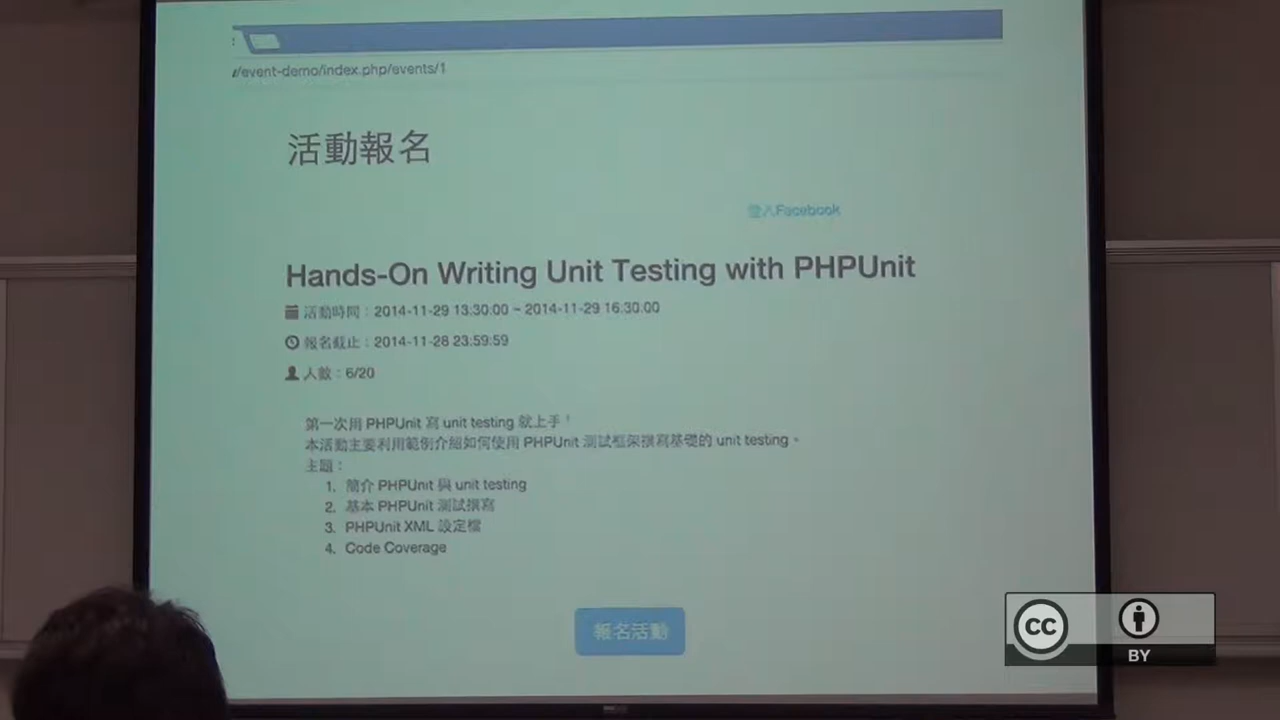 /event-demo/index.php/events/1
活動報名
登入Facebook
Hands-On Writing Unit Testing with PHPUnit
活動時間：2014-11-29 13:30:00 ~ 2014-11-29 16:30:00
報名截止：2014-11-28 23:59:59
人數：6/20
第一次用 PHPUnit 寫 unit testing 就上手！
本活動主要利用範例介紹如何使用 PHPUnit 測試框架撰寫基礎的 unit testing。
主題：
1. 簡介 PHPUnit 與 unit testing
2. 基本 PHPUnit 測試撰寫
3. PHPUnit XML 設定檔
4. Code Coverage
報名活動
cc
BY